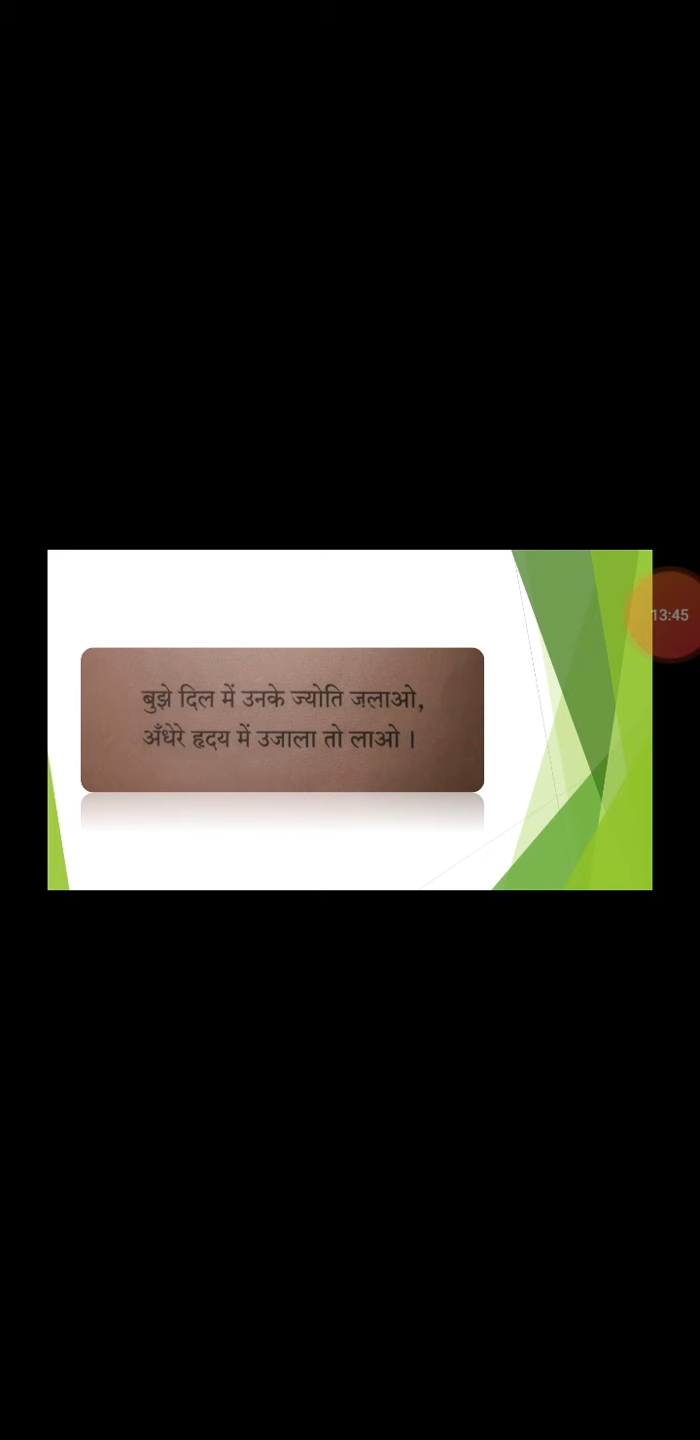 13:45
बुझे दिल में उनके ज्योति जलाओ,
अँधेरे हृदय में उजाला तो लाओ ।